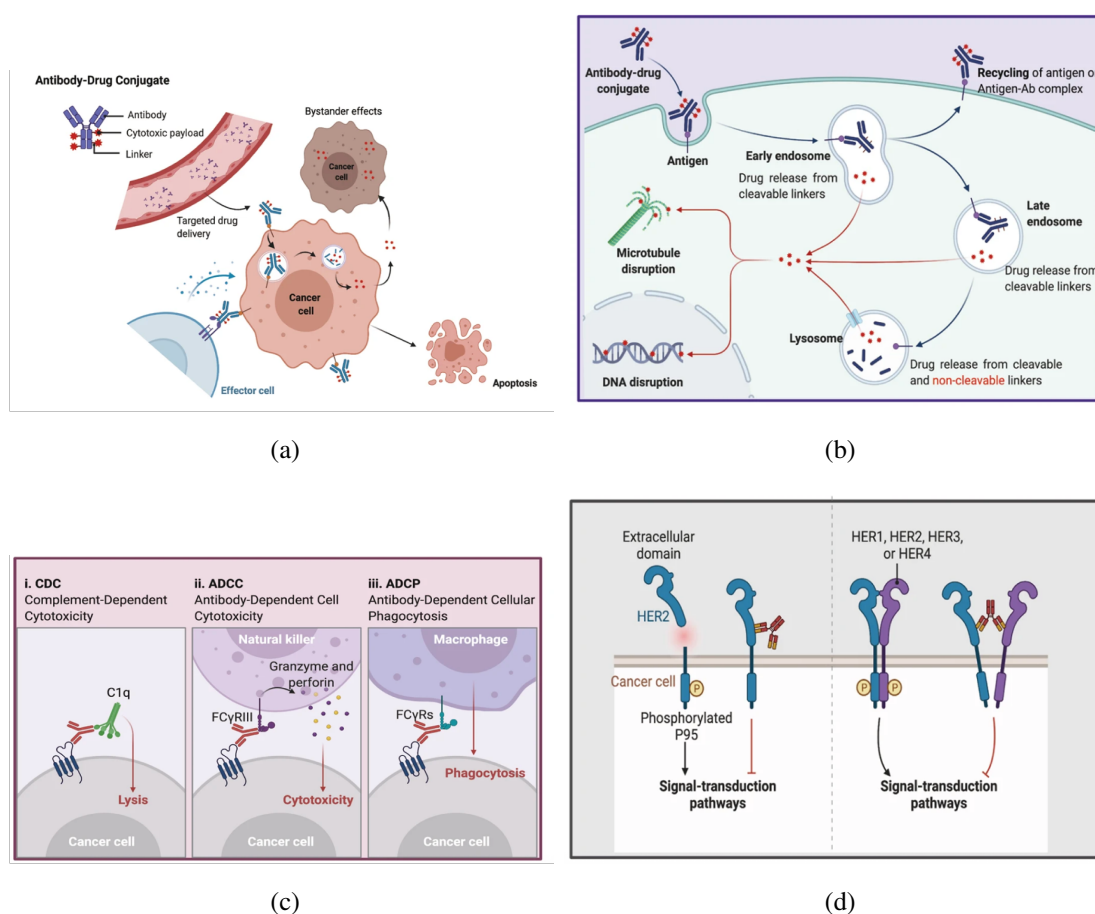 Antibody-Drug Conjugate
Antibody
Cytotoxic payload
Linker
Bystander effects
Cancer
cell
Targeted drug
delivery
Cancer
cell
Effector cell
Apoptosis
(a)
Antibody-drug
conjugate
Antigen
Recycling of antigen or
Antigen-Ab complex
Early endosome
Drug release from
cleavable linkers
Late
endosome
Drug release from
cleavable linkers
Microtubule
disruption
Lysosome
Drug release from cleavable
and non-cleavable linkers
DNA disruption
(b)
i. CDC
Complement-Dependent
Cytotoxicity
C1q
Lysis
Cancer cell
ii. ADCC
Antibody-Dependent Cell
Cytotoxicity
Natural killer
Granzyme and
perforin
FCγRIII
Cytotoxicity
Cancer cell
iii. ADCP
Antibody-Dependent Cellular
Phagocytosis
Macrophage
FCγRs
Phagocytosis
Cancer cell
(c)
Extracellular
domain
HER2
Cancer cell
P
Phosphorylated
P95
Signal-transduction
pathways
HER1, HER2, HER3,
or HER4
P
P
Signal-transduction
pathways
(d)